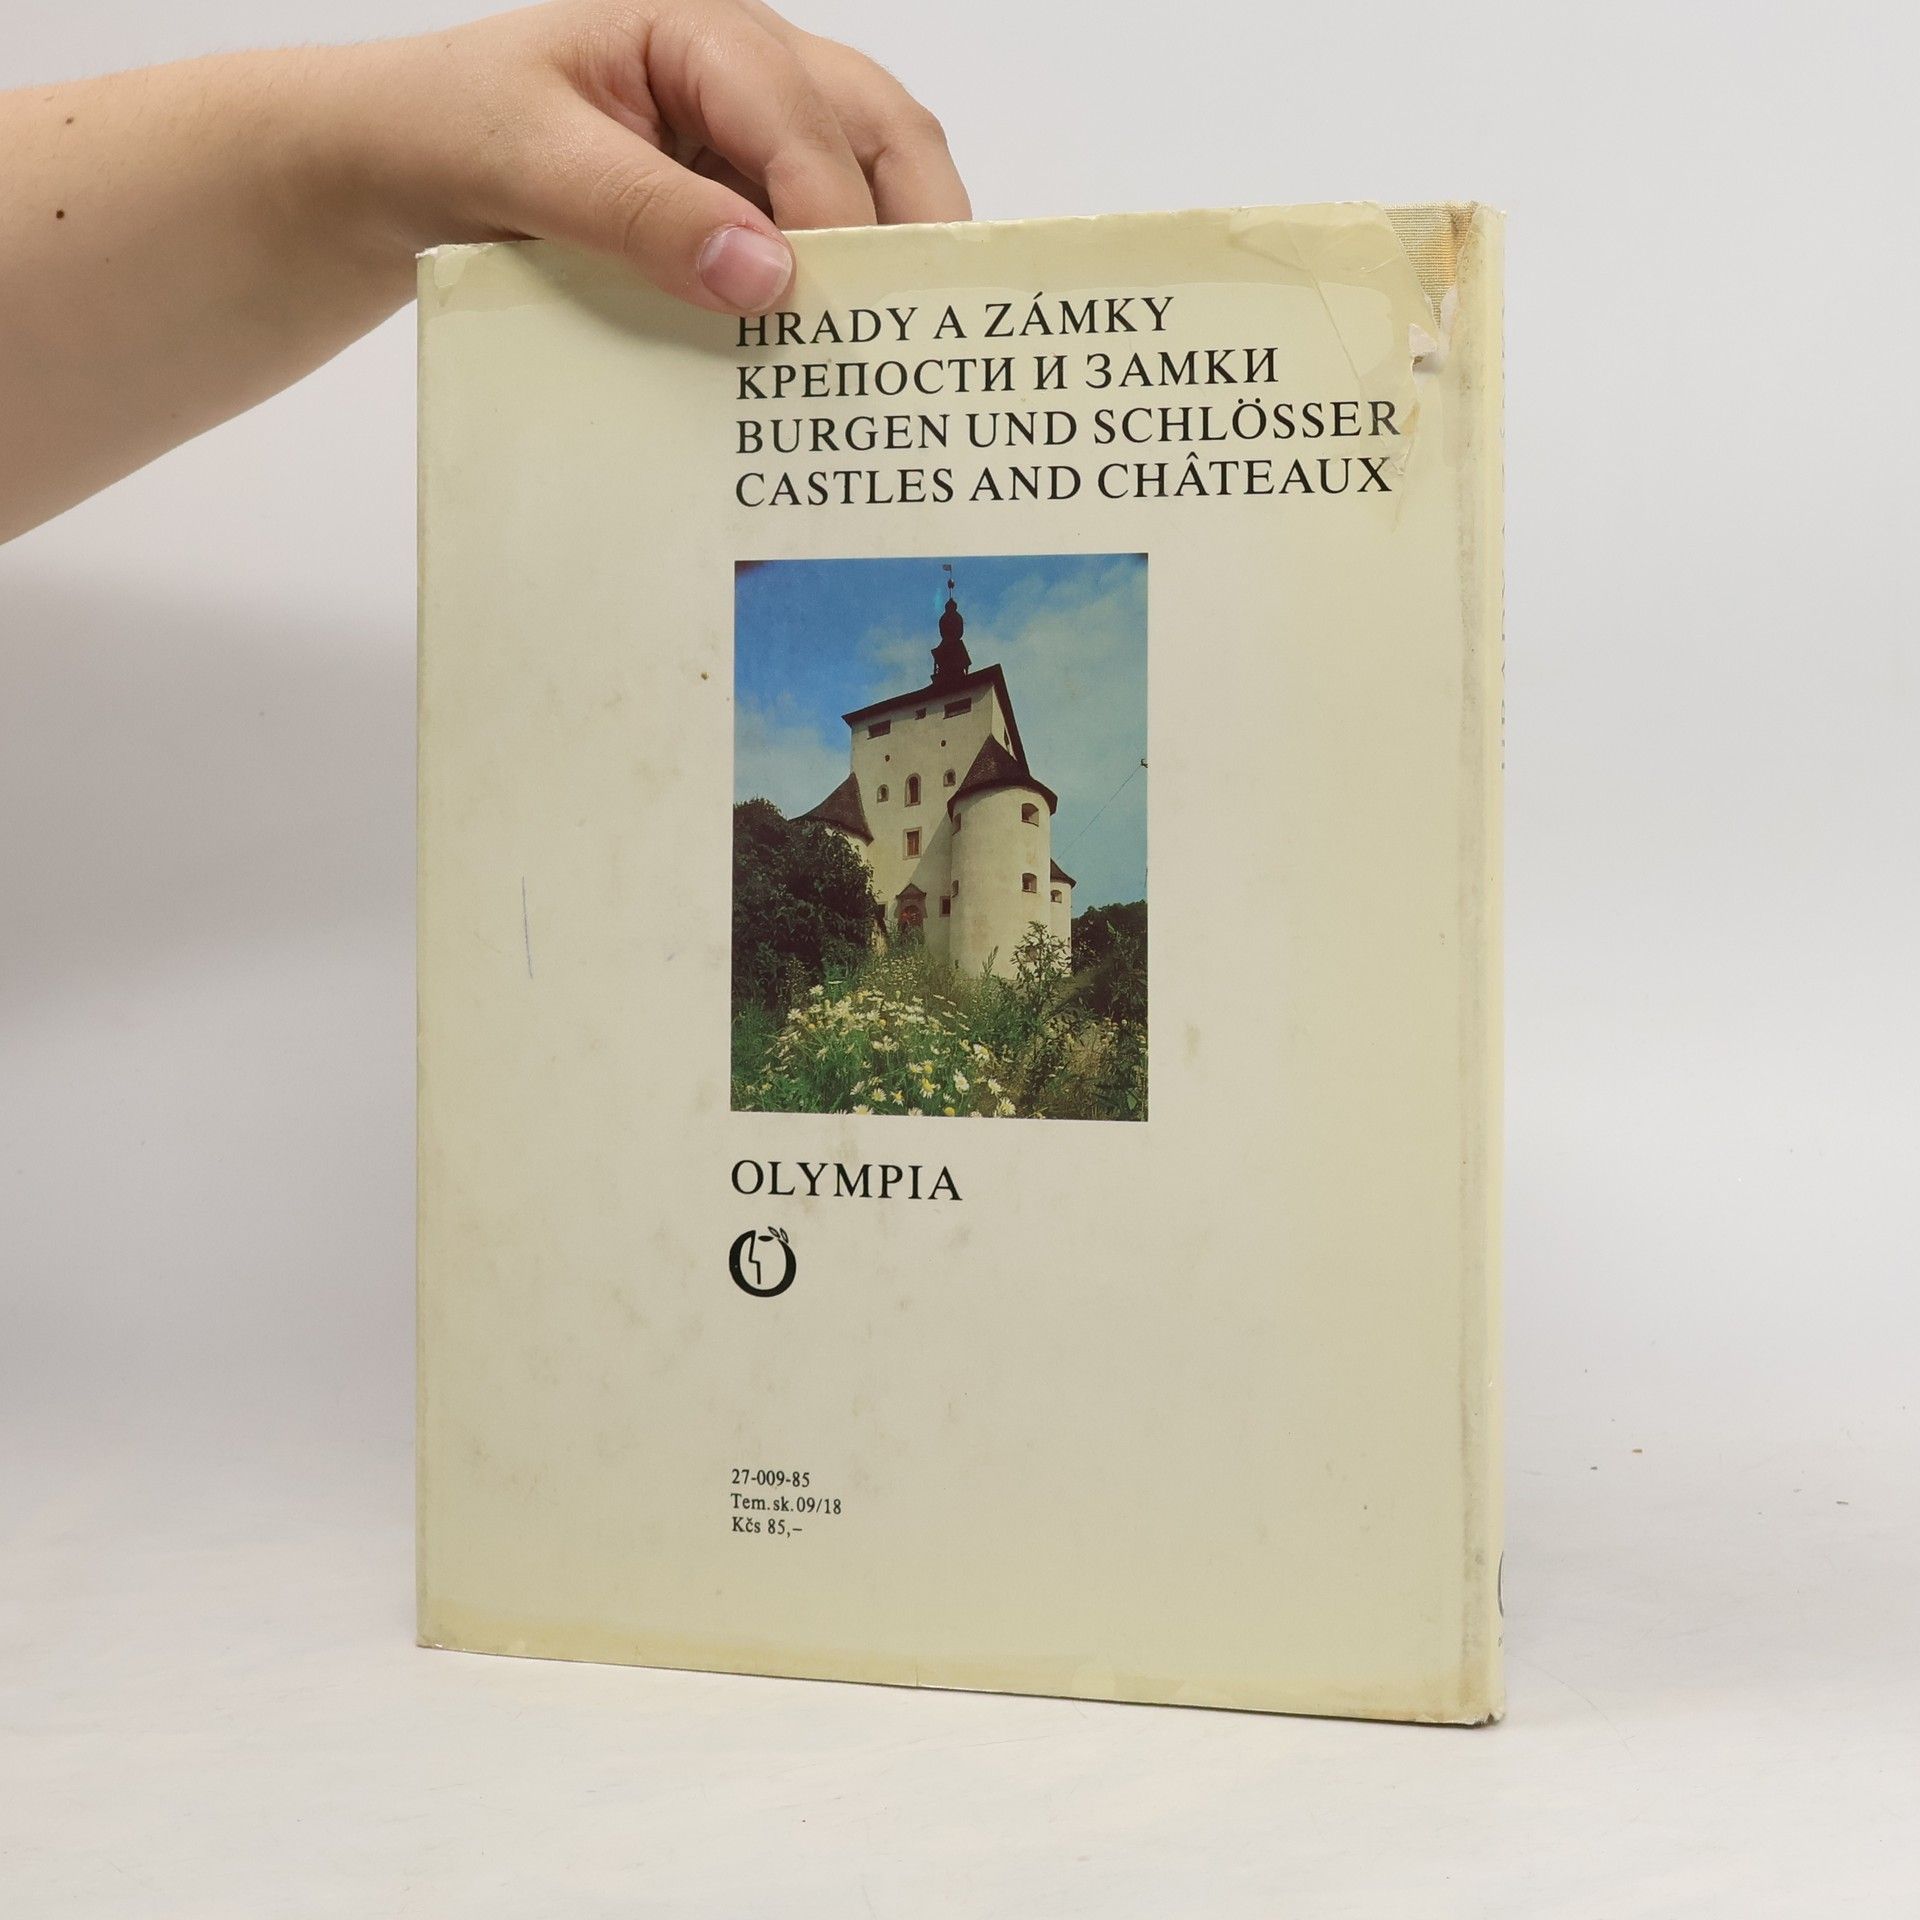 HRADY A ZÁMKY
КРЕПОСТИ И ЗАМКИ
BURGEN UND SCHLÖSSER
CASTLES AND CHÂTEAUX
OLYMPIA
27-009-85
Tem. sk. 09/18
Kčs 85,–